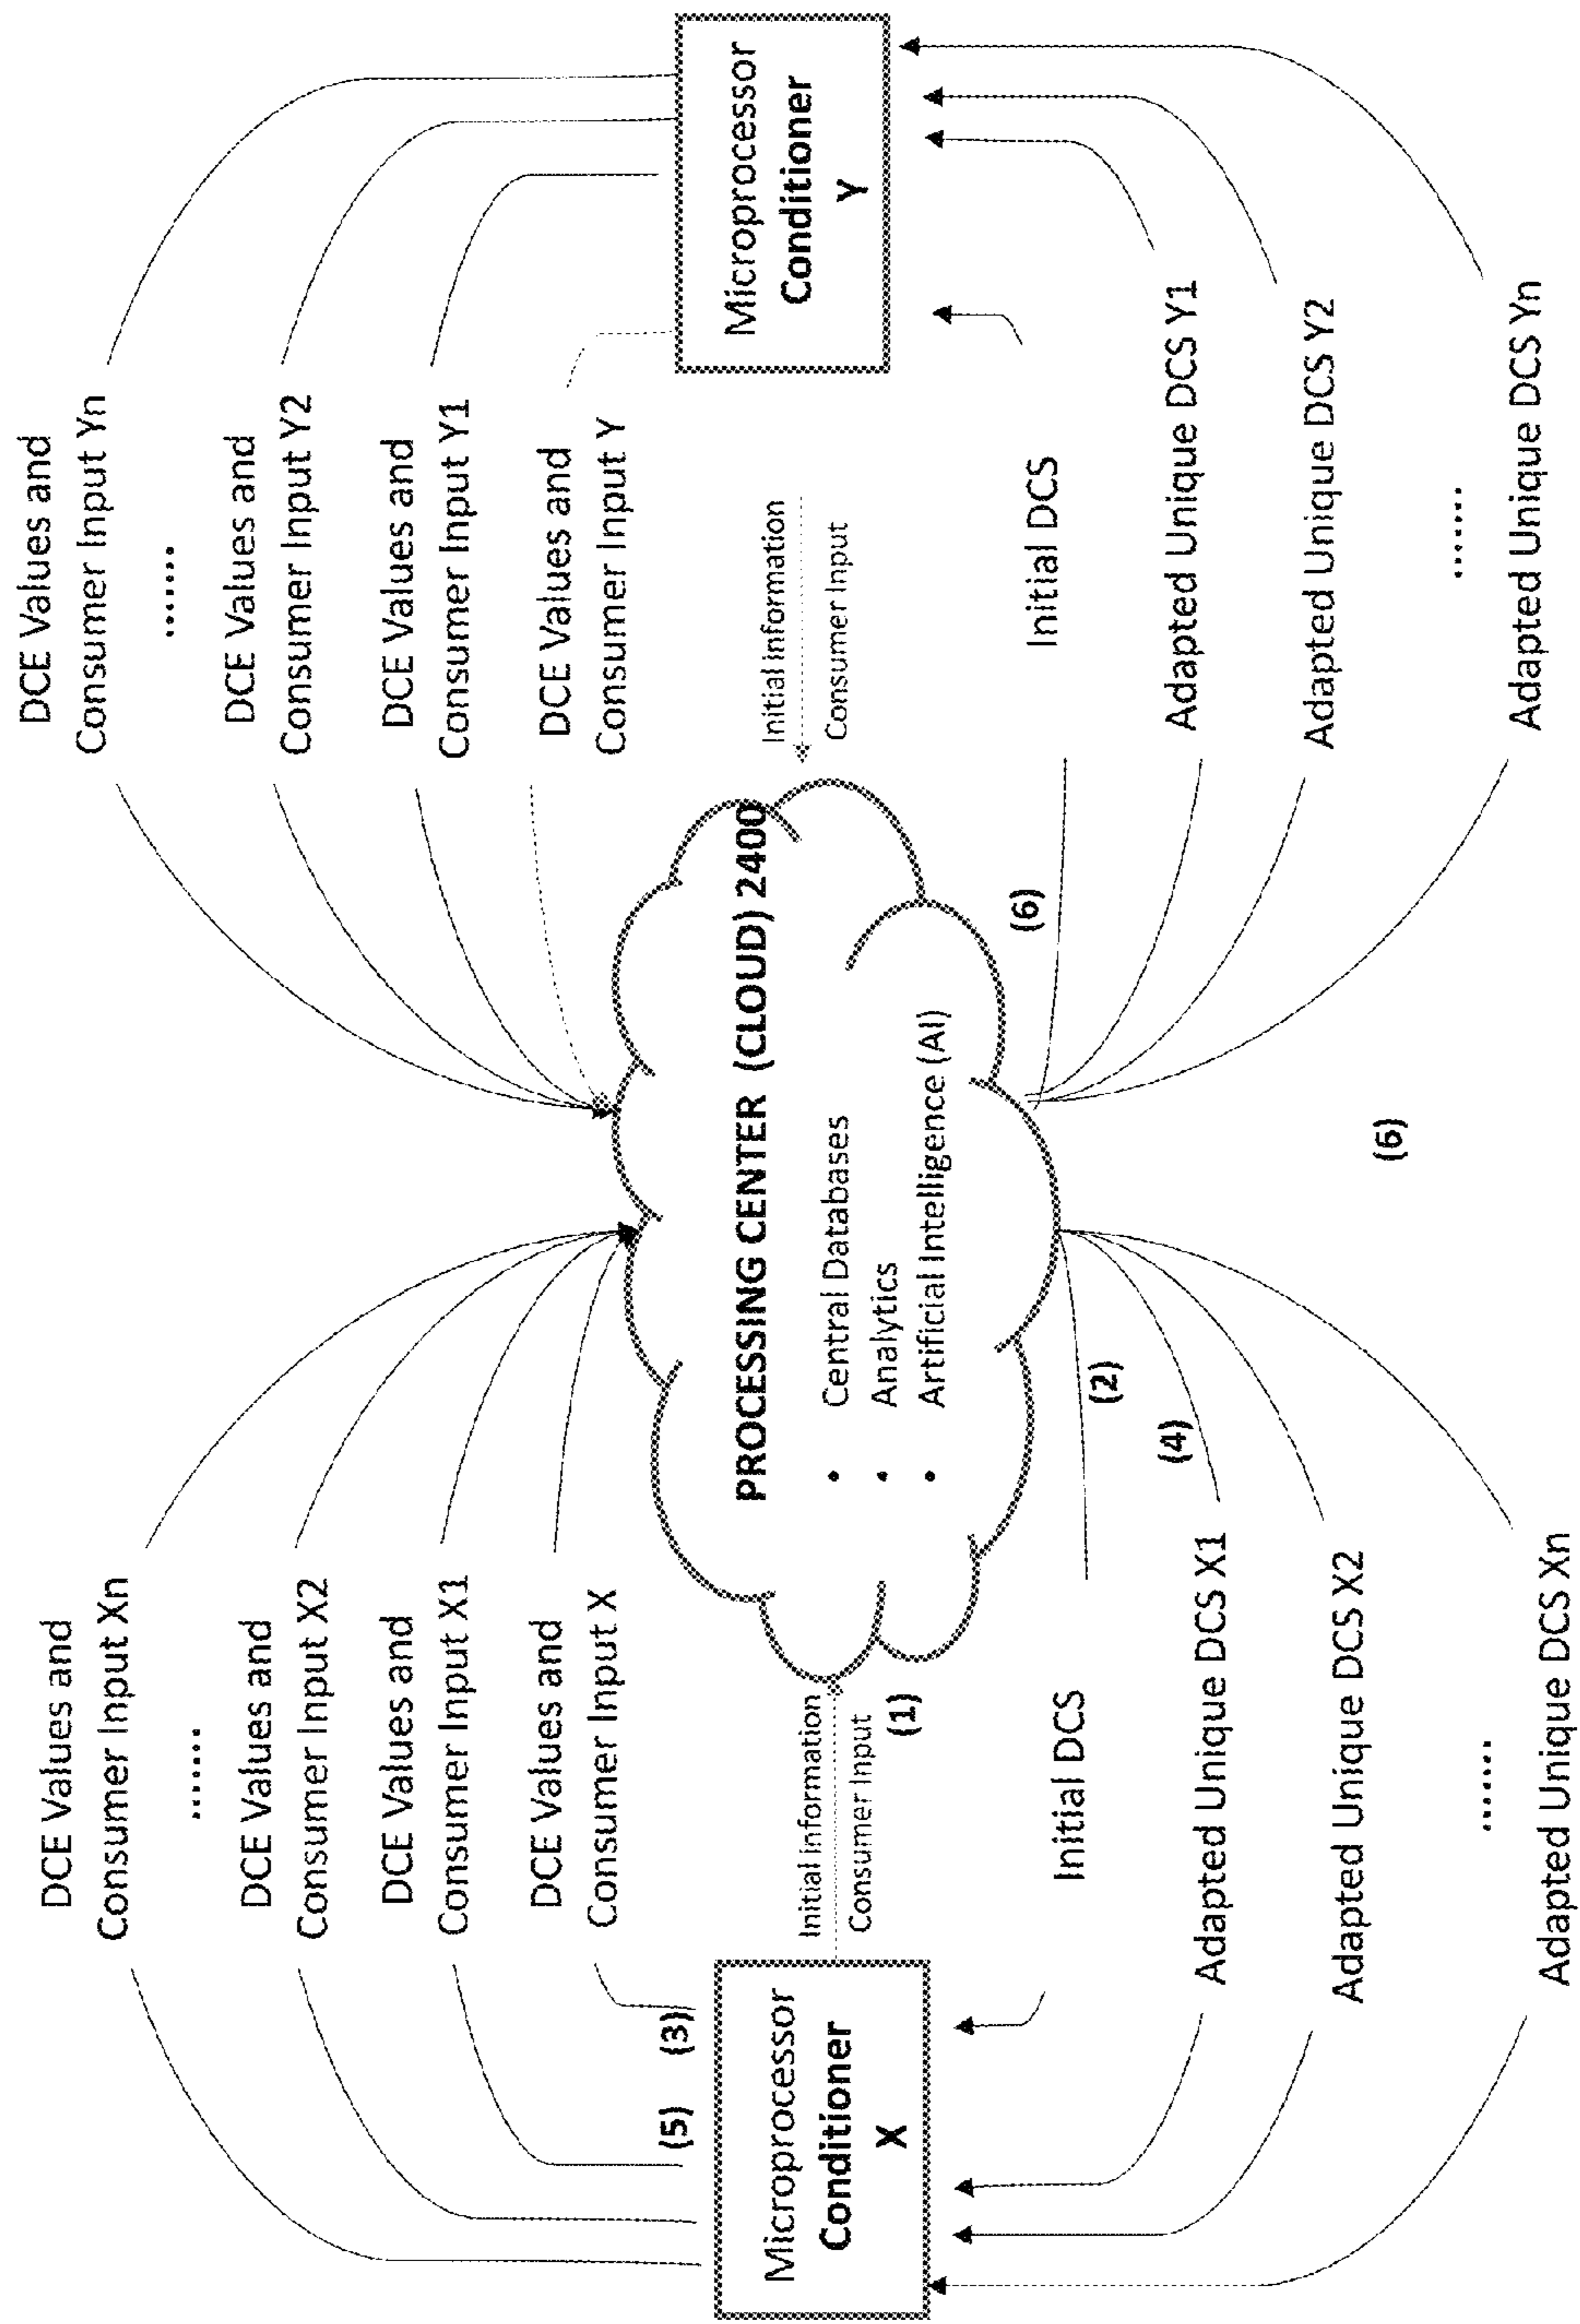 DCE Values and
Consumer Input Xn
.......
DCE Values and
Consumer Input X2
DCE Values and
Consumer Input X1
DCE Values and
Consumer Input X
DCE Values and
Consumer Input Yn
.......
DCE Values and
Consumer Input Y2
DCE Values and
Consumer Input Y1
DCE Values and
Consumer Input Y
(5)
(3)
Microprocessor
Conditioner
X
Initial Information
Consumer Input
(1)
PROCESSING CENTER (CLOUD) 2400
• Central Databases
• Analytics
• Artificial Intelligence (AI)
Initial Information
Consumer Input
Microprocessor
Conditioner
Y
Initial DCS
(2)
(4)
Adapted Unique DCS X1
Adapted Unique DCS X2
.......
Adapted Unique DCS Xn
(6)
(6)
Initial DCS
Adapted Unique DCS Y1
Adapted Unique DCS Y2
.......
Adapted Unique DCS Yn